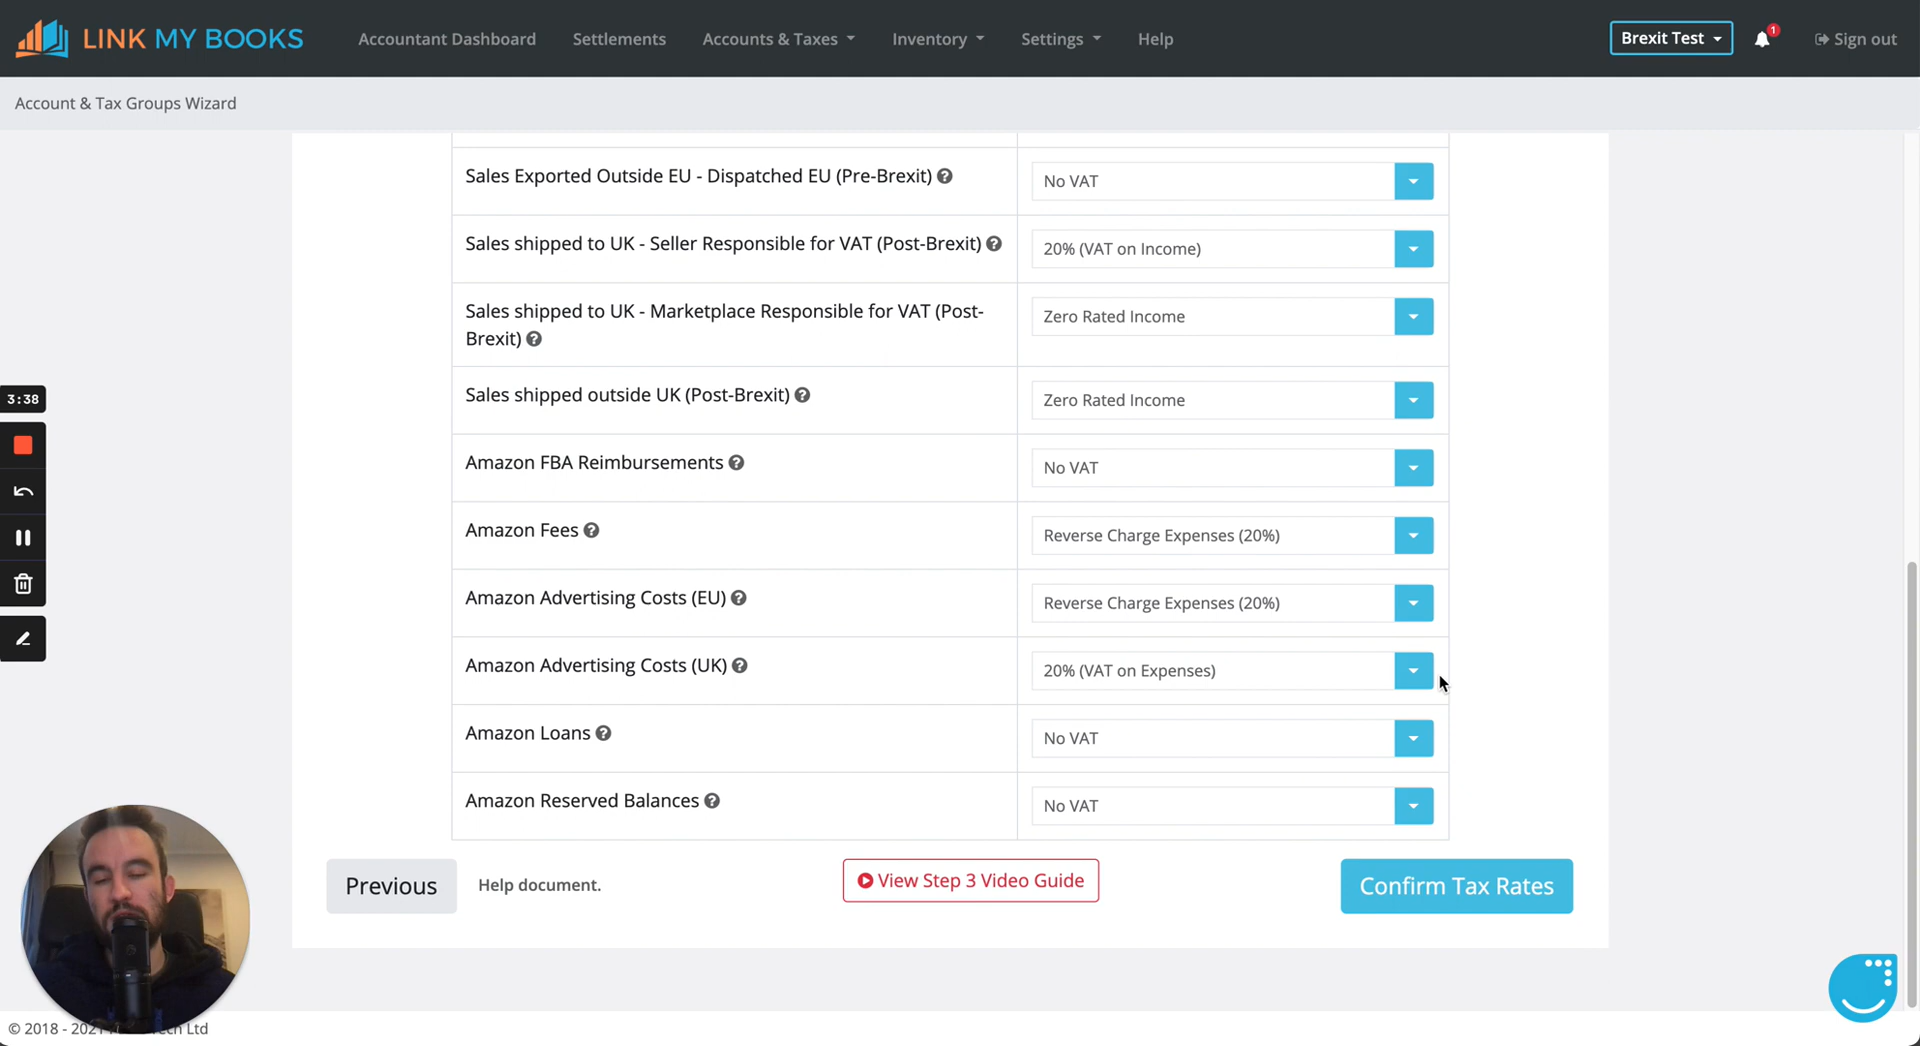 LINK MY BOOKS
Accountant Dashboard
Settlements
Accounts & Taxes
Inventory
Settings
Help
Brexit Test
1
Sign out
Account & Tax Groups Wizard
Sales Exported Outside EU - Dispatched EU (Pre-Brexit)
No VAT
Sales shipped to UK - Seller Responsible for VAT (Post-Brexit)
20% (VAT on Income)
Sales shipped to UK - Marketplace Responsible for VAT (Post-
Brexit)
Zero Rated Income
Sales shipped outside UK (Post-Brexit)
Zero Rated Income
3:38
Amazon FBA Reimbursements
No VAT
Amazon Fees
Reverse Charge Expenses (20%)
Amazon Advertising Costs (EU)
Reverse Charge Expenses (20%)
Amazon Advertising Costs (UK)
20% (VAT on Expenses)
Amazon Loans
No VAT
Amazon Reserved Balances
No VAT
Previous
Help document.
View Step 3 Video Guide
Confirm Tax Rates
© 2018 - 2021
Ltd